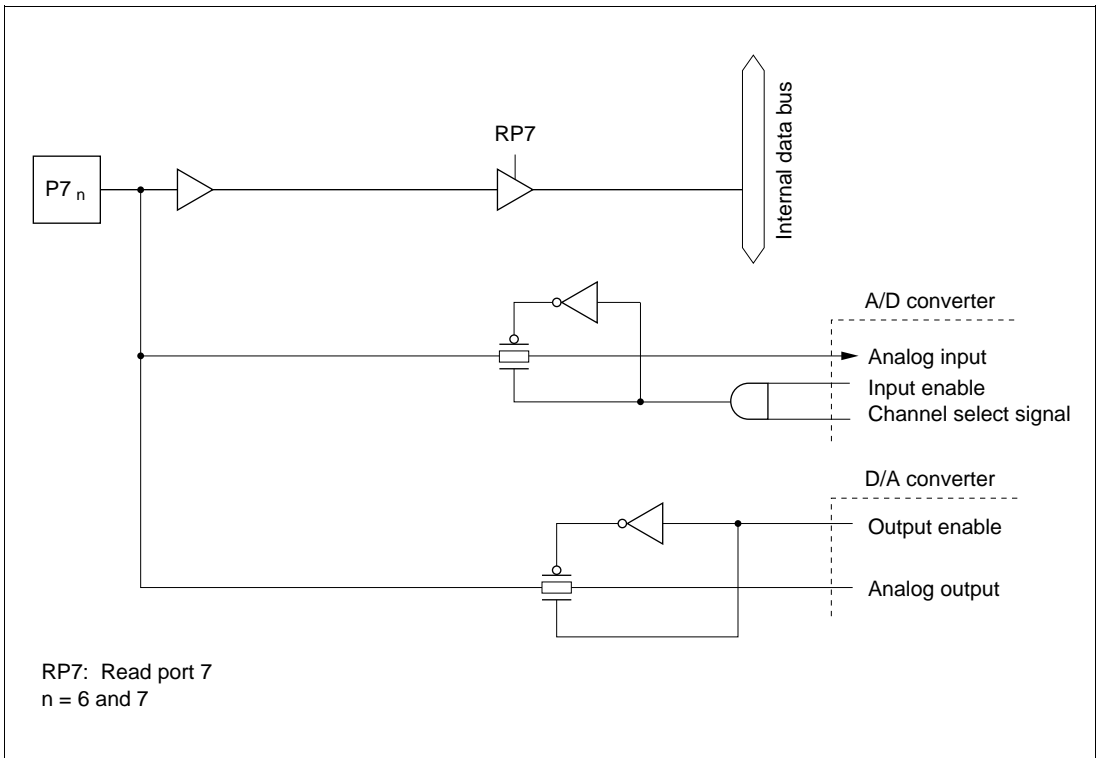 RP7
P7 n
Internal data bus
A/D converter
Analog input
Input enable
Channel select signal
D/A converter
Output enable
Analog output
RP7: Read port 7
n = 6 and 7